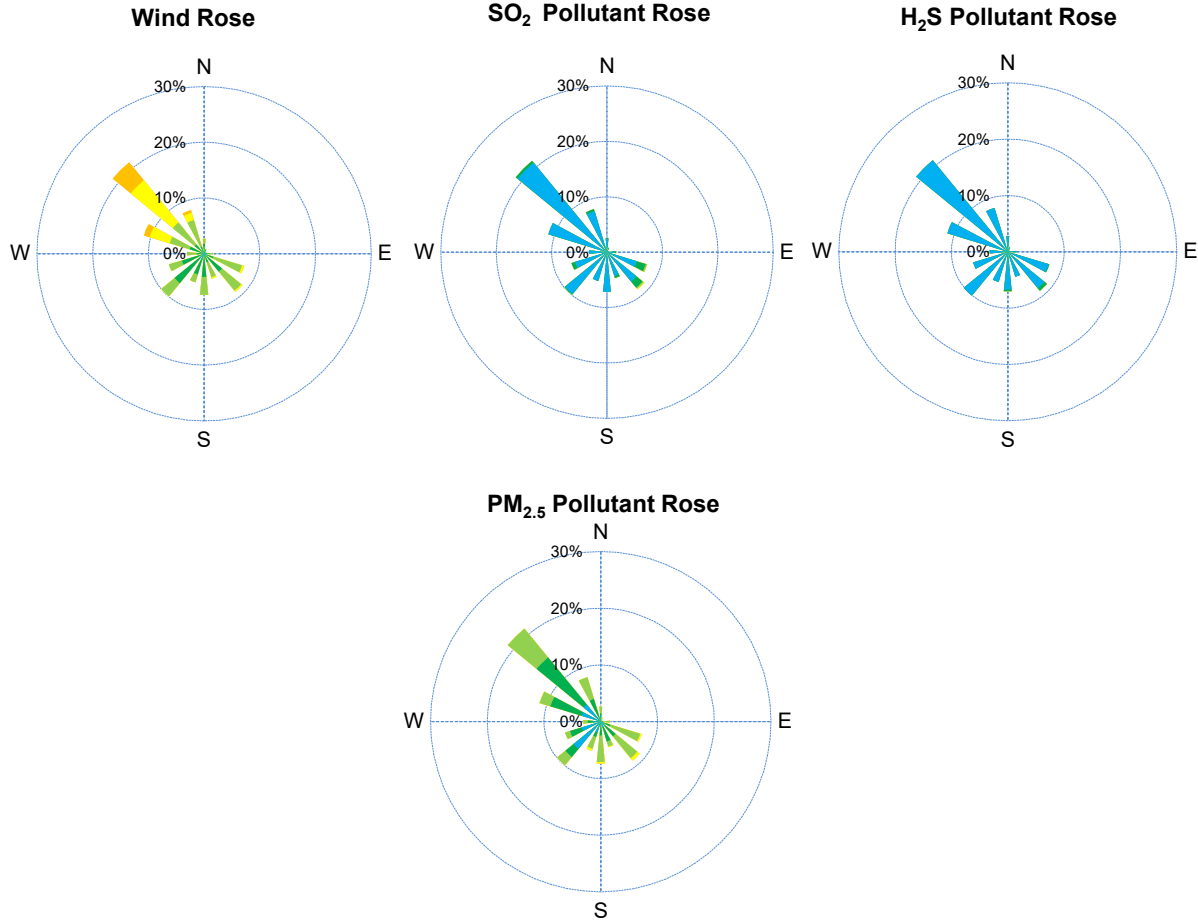 Wind Rose
N
30%
20%
10%
0%
W
E
S
SO₂ Pollutant Rose
N
30%
20%
10%
0%
W
E
S
H₂S Pollutant Rose
N
30%
20%
10%
0%
W
E
S
PM₂.₅ Pollutant Rose
N
30%
20%
10%
0%
W
E
S